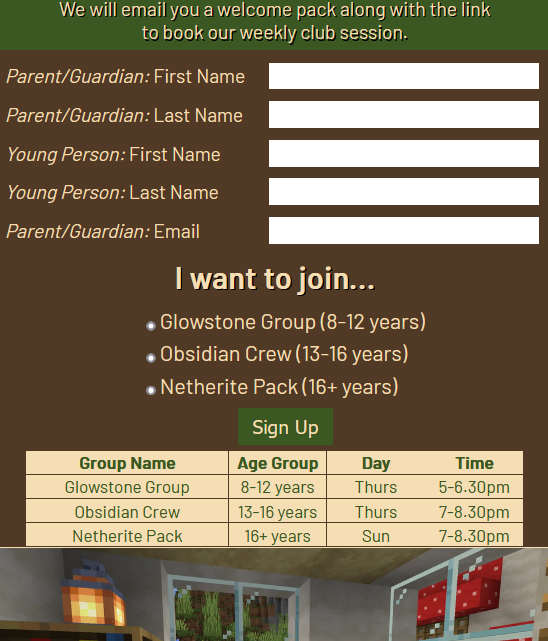 We will email you a welcome pack along with the link
to book our weekly club session.
Parent/Guardian: First Name
Parent/Guardian: Last Name
Young Person: First Name
Young Person: Last Name
Parent/Guardian: Email
I want to join...
Glowstone Group (8-12 years)
Obsidian Crew (13-16 years)
Netherite Pack (16+ years)
Sign Up
Group Name Age Group Day Time
Glowstone Group 8-12 years Thurs 5-6.30pm
Obsidian Crew 13-16 years Thurs 7-8.30pm
Netherite Pack 16+ years Sun 7-8.30pm